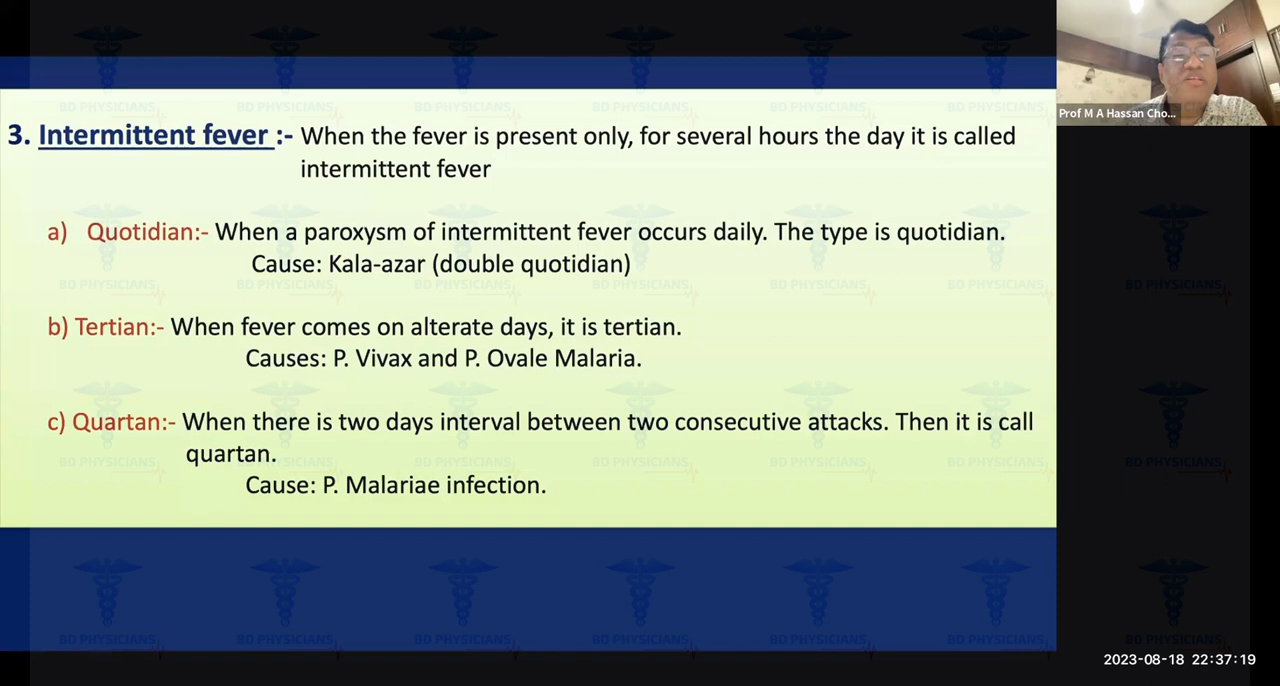 3. Intermittent fever :- When the fever is present only, for several hours the day it is called
intermittent fever
a) Quotidian:- When a paroxysm of intermittent fever occurs daily. The type is quotidian.
Cause: Kala-azar (double quotidian)
b) Tertian:- When fever comes on alterate days, it is tertian.
Causes: P. Vivax and P. Ovale Malaria.
c) Quartan:- When there is two days interval between two consecutive attacks. Then it is call
quartan.
Cause: P. Malariae infection.
Prof M A Hassan Cho...
BD PHYSICIANS
2023-08-18 22:37:19